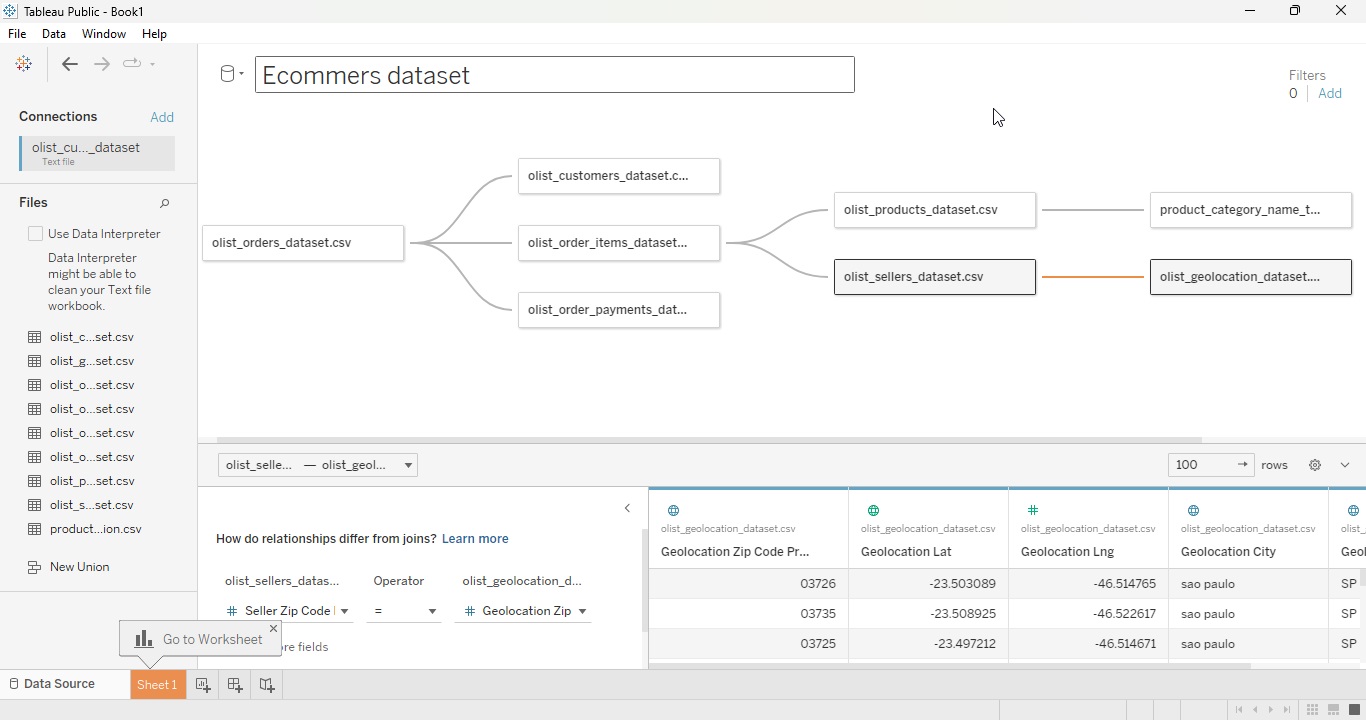 Tableau Public - Book1
File Data Window Help
Ecommers dataset
Filters
0 Add
Connections Add
olist_cu..._dataset
Text file
Files
Use Data Interpreter
Data Interpreter
might be able to
clean your Text file
workbook.
olist_c...set.csv
olist_g...set.csv
olist_o...set.csv
olist_o...set.csv
olist_o...set.csv
olist_o...set.csv
olist_p...set.csv
olist_s...set.csv
product...ion.csv
New Union
olist_orders_dataset.csv
olist_customers_dataset.c...
olist_order_items_dataset...
olist_order_payments_dat...
olist_products_dataset.csv
olist_sellers_dataset.csv
product_category_name_t...
olist_geolocation_dataset....
olist_selle... — olist_geol...
100 → rows
How do relationships differ from joins? Learn more
olist_sellers_datas... Operator olist_geolocation_d...
# Seller Zip Code = # Geolocation Zip
re fields
olist_geolocation_dataset.csv olist_geolocation_dataset.csv olist_geolocation_dataset.csv olist_geolocation_dataset.csv olist_
Geolocation Zip Code Pr... Geolocation Lat Geolocation Lng Geolocation City Geol
03726 -23.503089 -46.514765 sao paulo SP
03735 -23.508925 -46.522617 sao paulo SP
03725 -23.497212 -46.514671 sao paulo SP
Go to Worksheet
Data Source Sheet 1